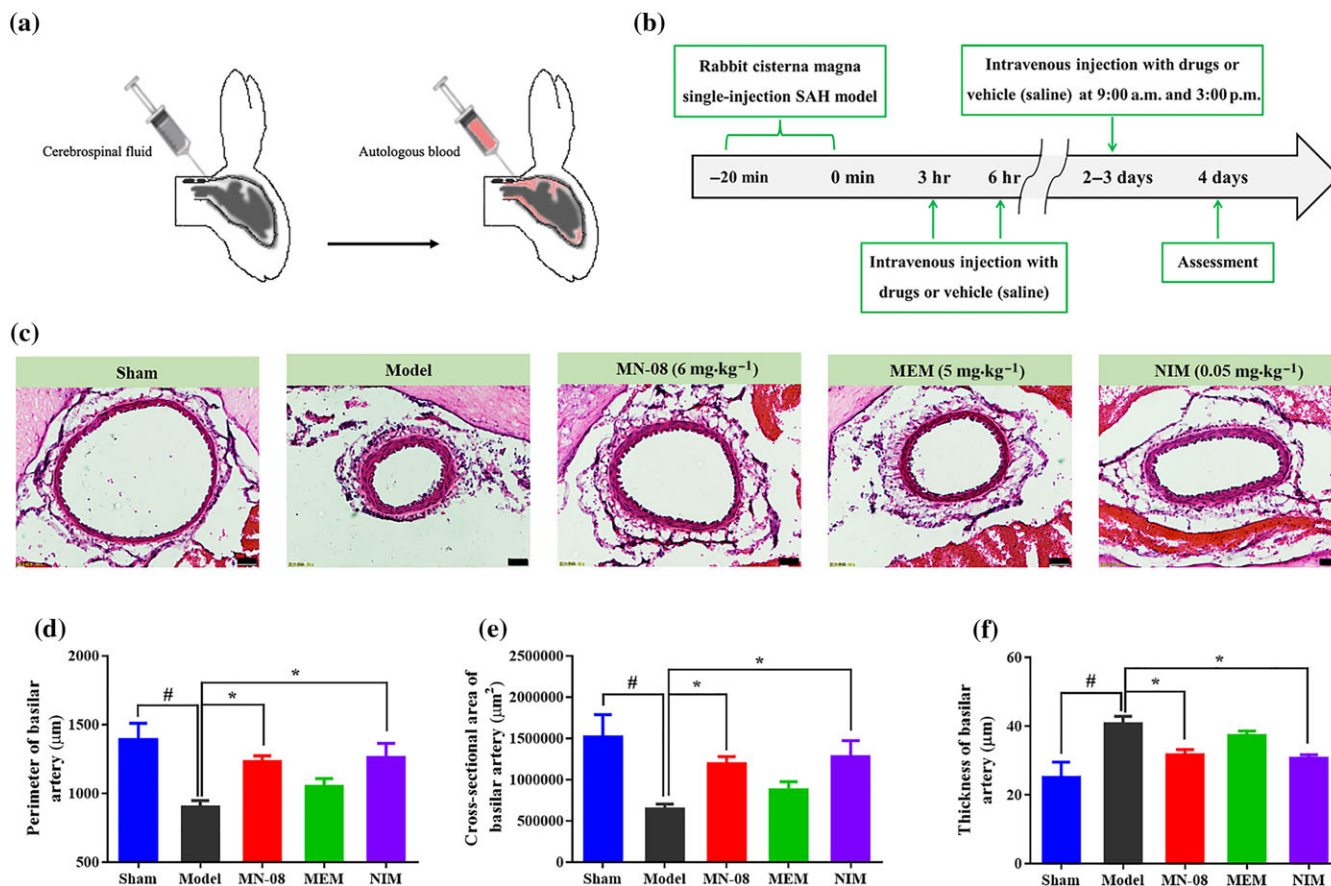 (a)
Cerebrospinal fluid
Autologous blood
(b)
Rabbit cisterna magna
single-injection SAH model
Intravenous injection with drugs or
vehicle (saline) at 9:00 a.m. and 3:00 p.m.
–20 min
0 min
3 hr
6 hr
2–3 days
4 days
Intravenous injection with
drugs or vehicle (saline)
Assessment
(c)
Sham
Model
MN-08 (6 mg·kg⁻¹)
MEM (5 mg·kg⁻¹)
NIM (0.05 mg·kg⁻¹)
(d)
Perimeter of basilar
artery (μm)
2000
1500
1000
500
#
*
*
Sham
Model
MN-08
MEM
NIM
(e)
Cross-sectional area of
basilar artery (μm²)
2500000
2000000
1500000
1000000
500000
0
#
*
*
Sham
Model
MN-08
MEM
NIM
(f)
Thickness of basilar
artery (μm)
60
40
20
0
#
*
*
Sham
Model
MN-08
MEM
NIM